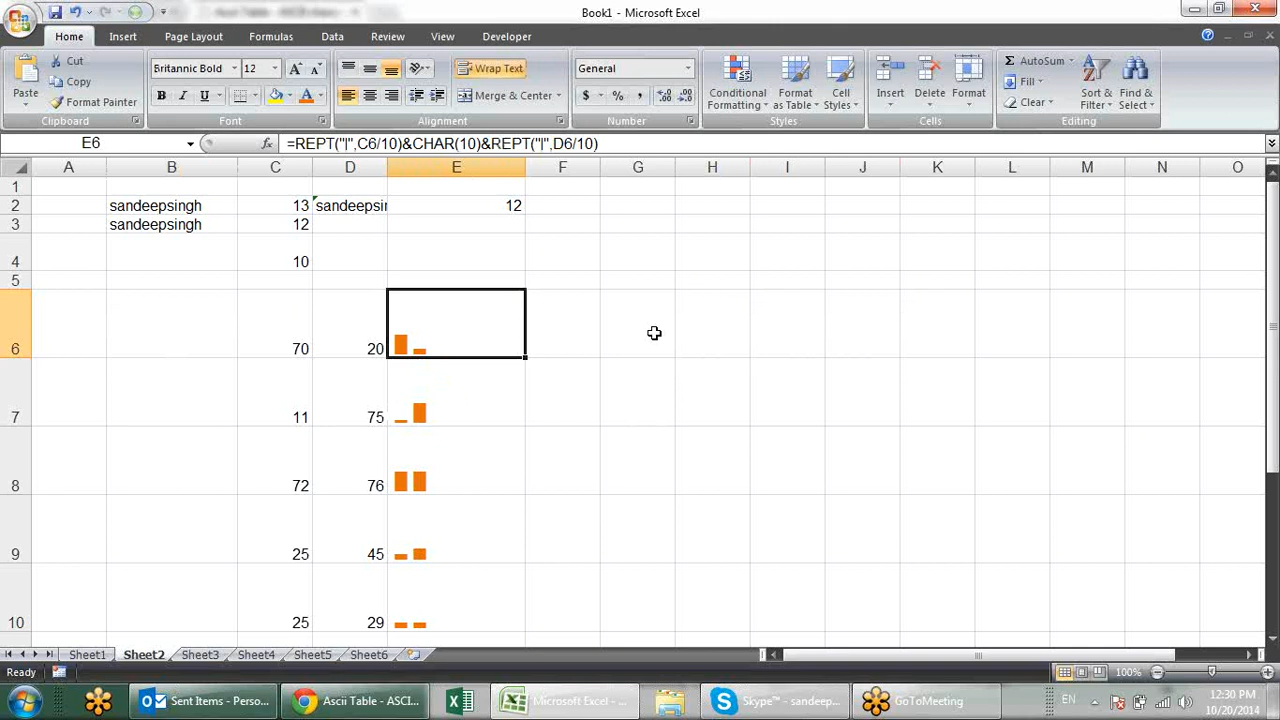 Book1 - Microsoft Excel
Home Insert Page Layout Formulas Data Review View Developer
Paste
Cut
Copy
Format Painter
Clipboard
Britannic Bold 12
B I U
Font
Wrap Text
Merge & Center
Alignment
General
$ % ,
Number
Conditional Formatting
Format as Table
Cell Styles
Styles
Insert
Delete
Format
Cells
Σ AutoSum
Fill
Clear
Sort & Filter
Find & Select
Editing
E6 fx =REPT("|",C6/10)&CHAR(10)&REPT("|",D6/10)
A B C D E F G H I J K L M N O
1
2 sandeepsingh 13 sandeepsi 12
3 sandeepsingh 12
4 10
5
6 70 20
7 11 75
8 72 76
9 25 45
10 25 29
Sheet1 Sheet2 Sheet3 Sheet4 Sheet5 Sheet6
Ready 100%
Sent Items - Perso...
Ascii Table - ASCI...
Microsoft Excel - ...
Skype™ - sandeep...
GoToMeeting
EN
12:30 PM
10/20/2014